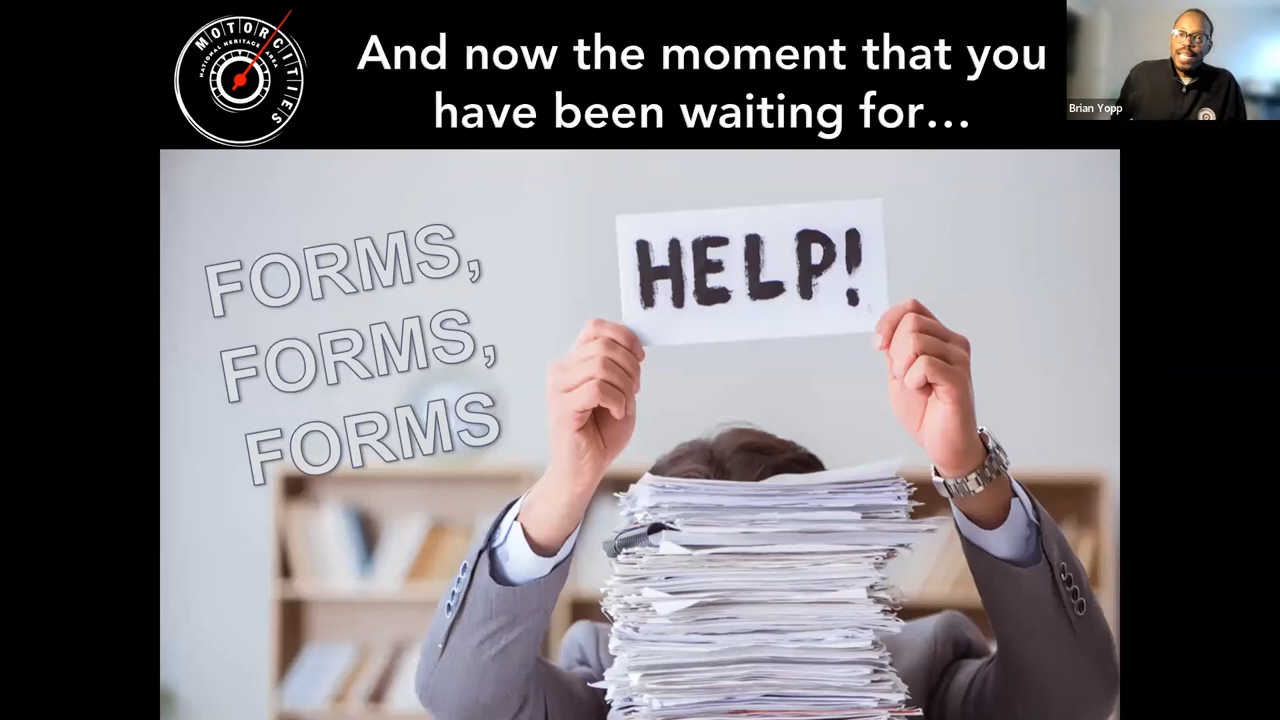 MOTORCITIES
NATIONAL HERITAGE AREA
And now the moment that you
have been waiting for...
Brian Yopp
FORMS,
FORMS,
FORMS
HELP!